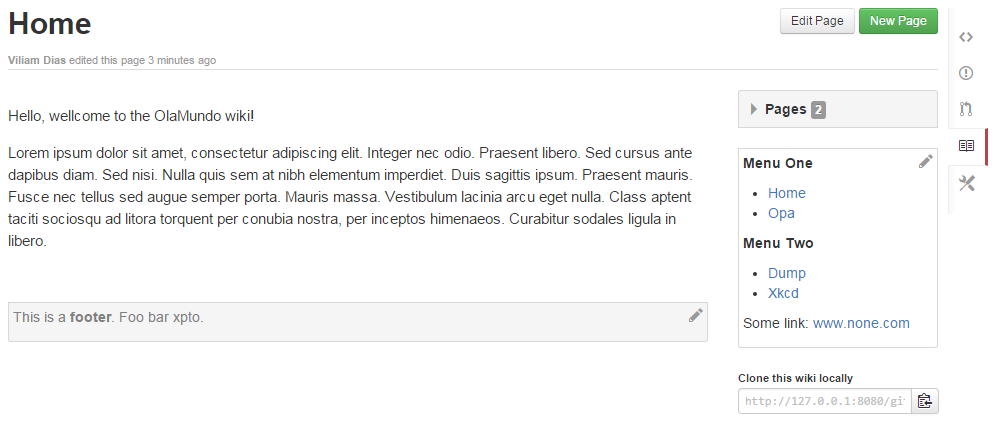 Home
Edit Page
New Page
Viliam Dias edited this page 3 minutes ago
Hello, wellcome to the OlaMundo wiki!
Lorem ipsum dolor sit amet, consectetur adipiscing elit. Integer nec odio. Praesent libero. Sed cursus ante
dapibus diam. Sed nisi. Nulla quis sem at nibh elementum imperdiet. Duis sagittis ipsum. Praesent mauris.
Fusce nec tellus sed augue semper porta. Mauris massa. Vestibulum lacinia arcu eget nulla. Class aptent
taciti sociosqu ad litora torquent per conubia nostra, per inceptos himenaeos. Curabitur sodales ligula in
libero.
This is a footer. Foo bar xpto.
Pages 2
Menu One
Home
Opa
Menu Two
Dump
Xkcd
Some link: www.none.com
Clone this wiki locally
http://127.0.0.1:8080/gi